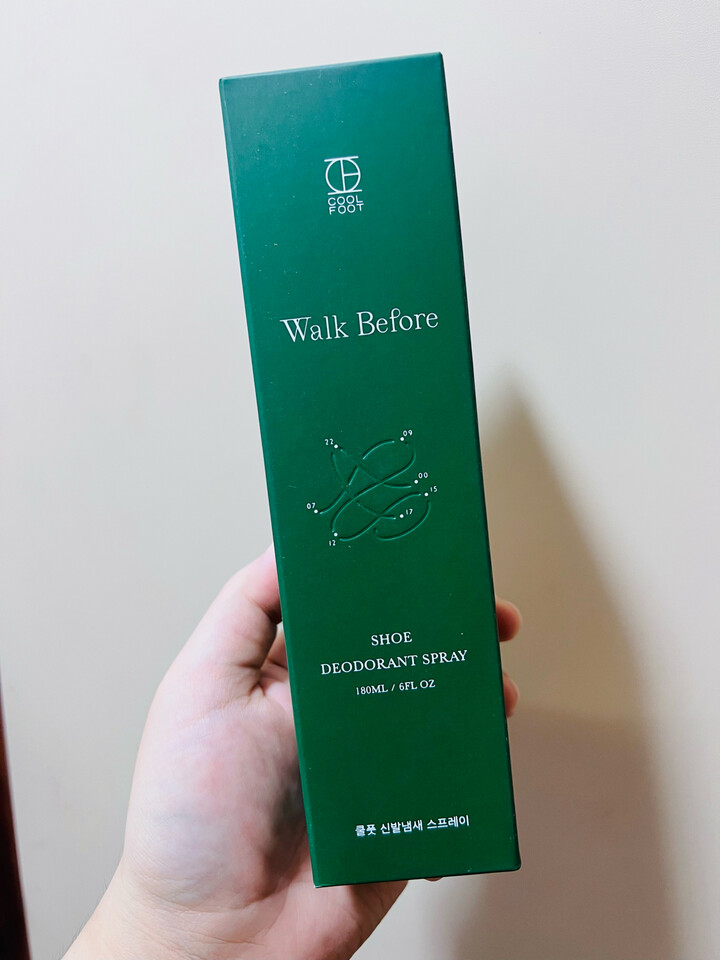 COOL
FOOT
Walk Before
22
09
00
15
07
17
12
SHOE
DEODORANT SPRAY
180ML / 6FL OZ
쿨풋 신발냄새 스프레이